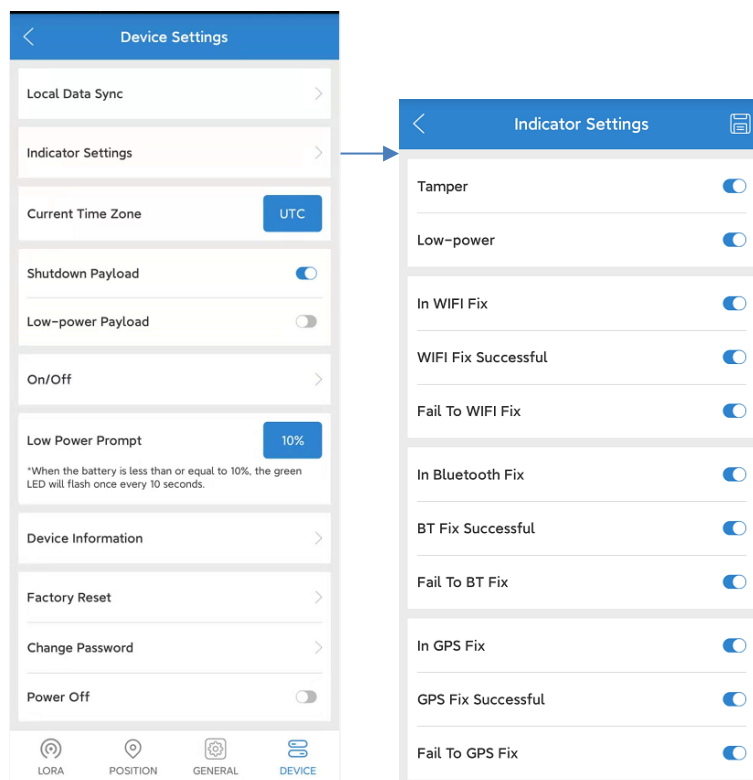 Device Settings
Local Data Sync
Indicator Settings
Current Time Zone
UTC
Shutdown Payload
Low-power Payload
On/Off
Low Power Prompt
10%
*When the battery is less than or equal to 10%, the green
LED will flash once every 10 seconds.
Device Information
Factory Reset
Change Password
Power Off
LORA
POSITION
GENERAL
DEVICE
Indicator Settings
Tamper
Low-power
In WIFI Fix
WIFI Fix Successful
Fail To WIFI Fix
In Bluetooth Fix
BT Fix Successful
Fail To BT Fix
In GPS Fix
GPS Fix Successful
Fail To GPS Fix